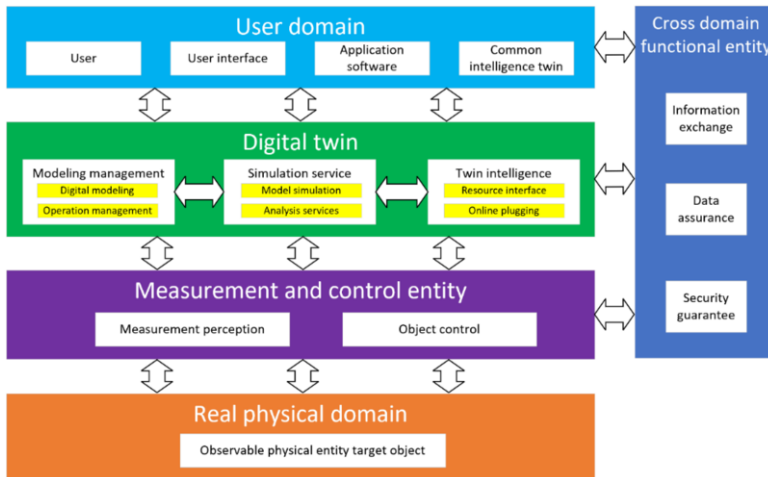 User domain
User
User interface
Application
software
Common
intelligence twin
Cross domain
functional entity
Information
exchange
Data
assurance
Security
guarantee
Digital twin
Modeling management
Digital modeling
Operation management
Simulation service
Model simulation
Analysis services
Twin intelligence
Resource interface
Online plugging
Measurement and control entity
Measurement perception
Object control
Real physical domain
Observable physical entity target object